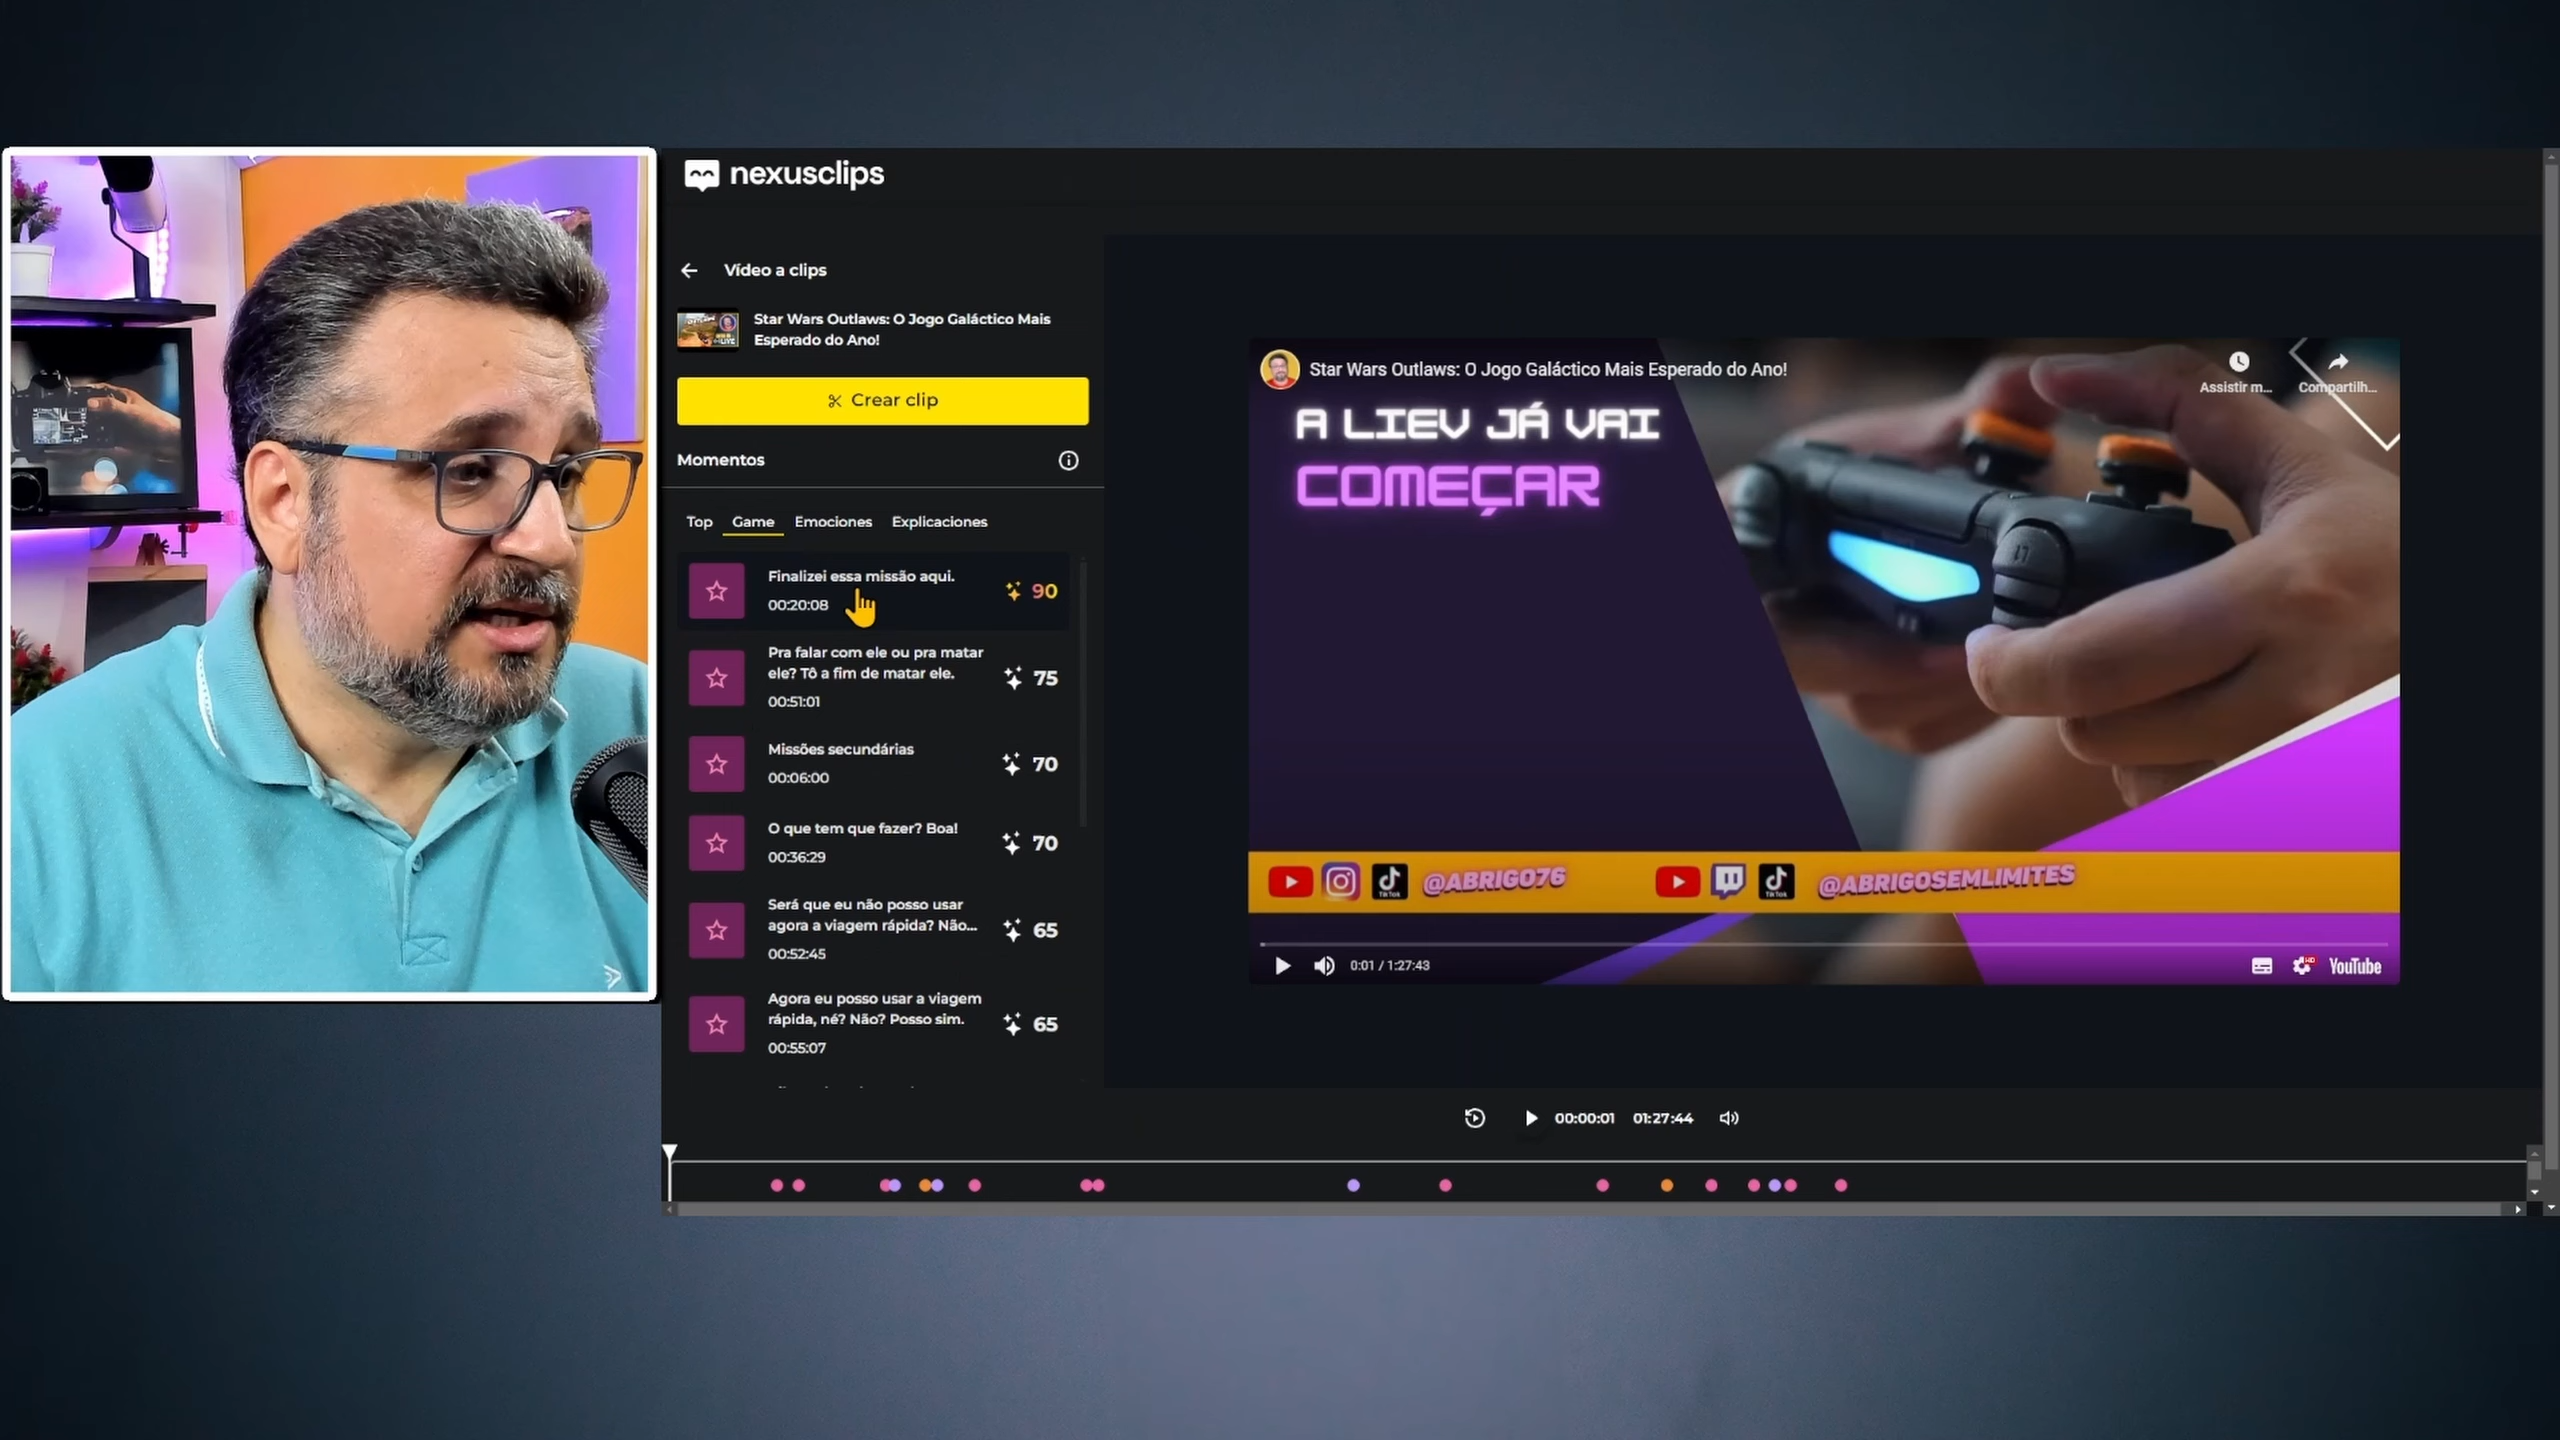 nexusclips
Vídeo a clips
Star Wars Outlaws: O Jogo Galáctico Mais
Esperado do Ano!
Crear clip
Momentos
Top Game Emociones Explicaciones
Finalizei essa missão aqui.
00:20:08
90
Pra falar com ele ou pra matar
ele? Tô a fim de matar ele.
00:51:01
75
Missões secundárias
00:06:00
70
O que tem que fazer? Boa!
00:36:29
70
Será que eu não posso usar
agora a viagem rápida? Não...
00:52:45
65
Agora eu posso usar a viagem
rápida, né? Não? Posso sim.
00:55:07
65
Star Wars Outlaws: O Jogo Galáctico Mais Esperado do Ano!
Assistir m...
Compartilh...
A LIEV JÁ VAI
COMEÇAR
TikTok @ABRIGO76 TikTok @ABRIGOSEMLIMITES
0:01 / 1:27:43
HD
YouTube
00:00:01 01:27:44